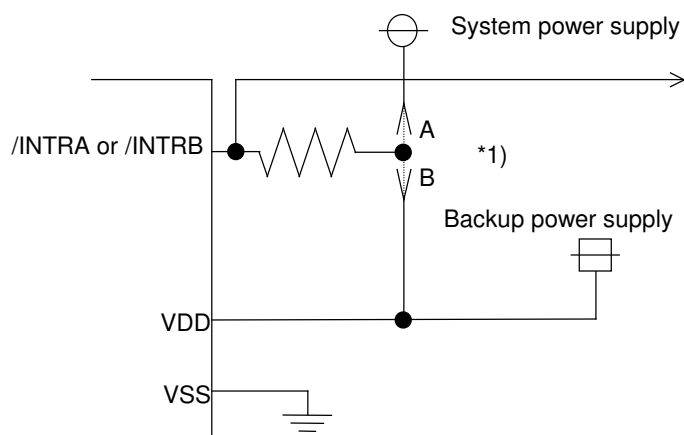 System power supply
A
/INTRA or /INTRB
*1)
B
Backup power supply
VDD
VSS